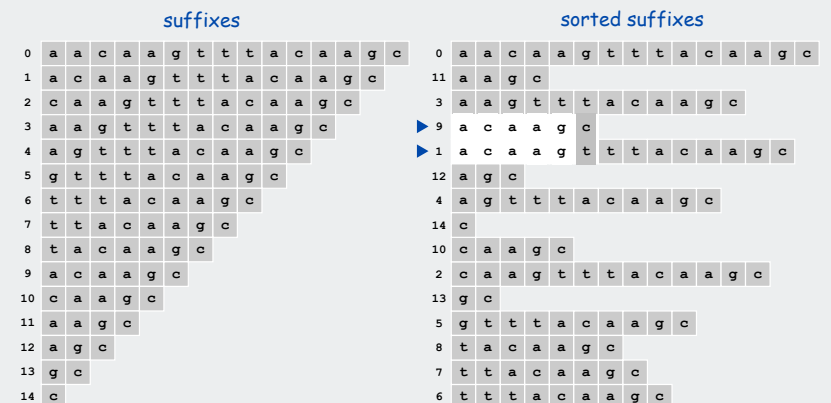 suffixes
0 a a c a a g t t t a c a a g c
1 a c a a g t t t a c a a g c
2 c a a g t t t a c a a g c
3 a a g t t t a c a a g c
4 a g t t t a c a a g c
5 g t t t a c a a g c
6 t t t a c a a g c
7 t t a c a a g c
8 t a c a a g c
9 a c a a g c
10 c a a g c
11 a a g c
12 a g c
13 g c
14 c
sorted suffixes
0 a a c a a g t t t a c a a g c
11 a a g c
3 a a g t t t a c a a g c
9 a c a a g c
1 a c a a g t t t a c a a g c
12 a g c
4 a g t t t a c a a g c
14 c
10 c a a g c
2 c a a g t t t a c a a g c
13 g c
5 g t t t a c a a g c
8 t a c a a g c
7 t t a c a a g c
6 t t t a c a a g c